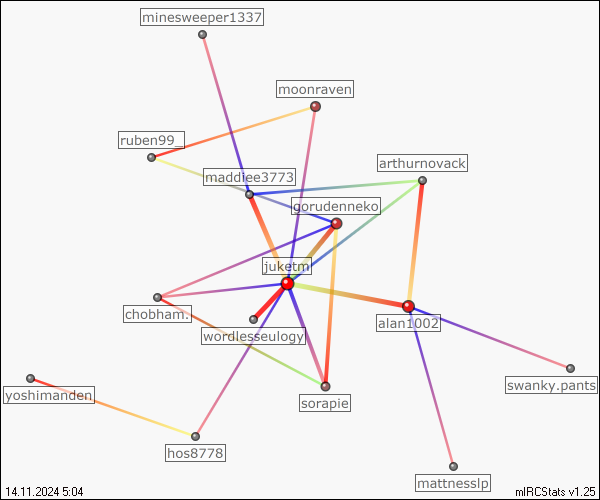 minesweeper1337
moonraven
ruben99_
arthurnovack
maddiee3773
gorudenneko
juketm
chobham.
alan1002
wordlesseulogy
swanky.pants
yoshimanden
sorapie
hos8778
mattnesslp
14.11.2024 5:04
mIRCStats v1.25